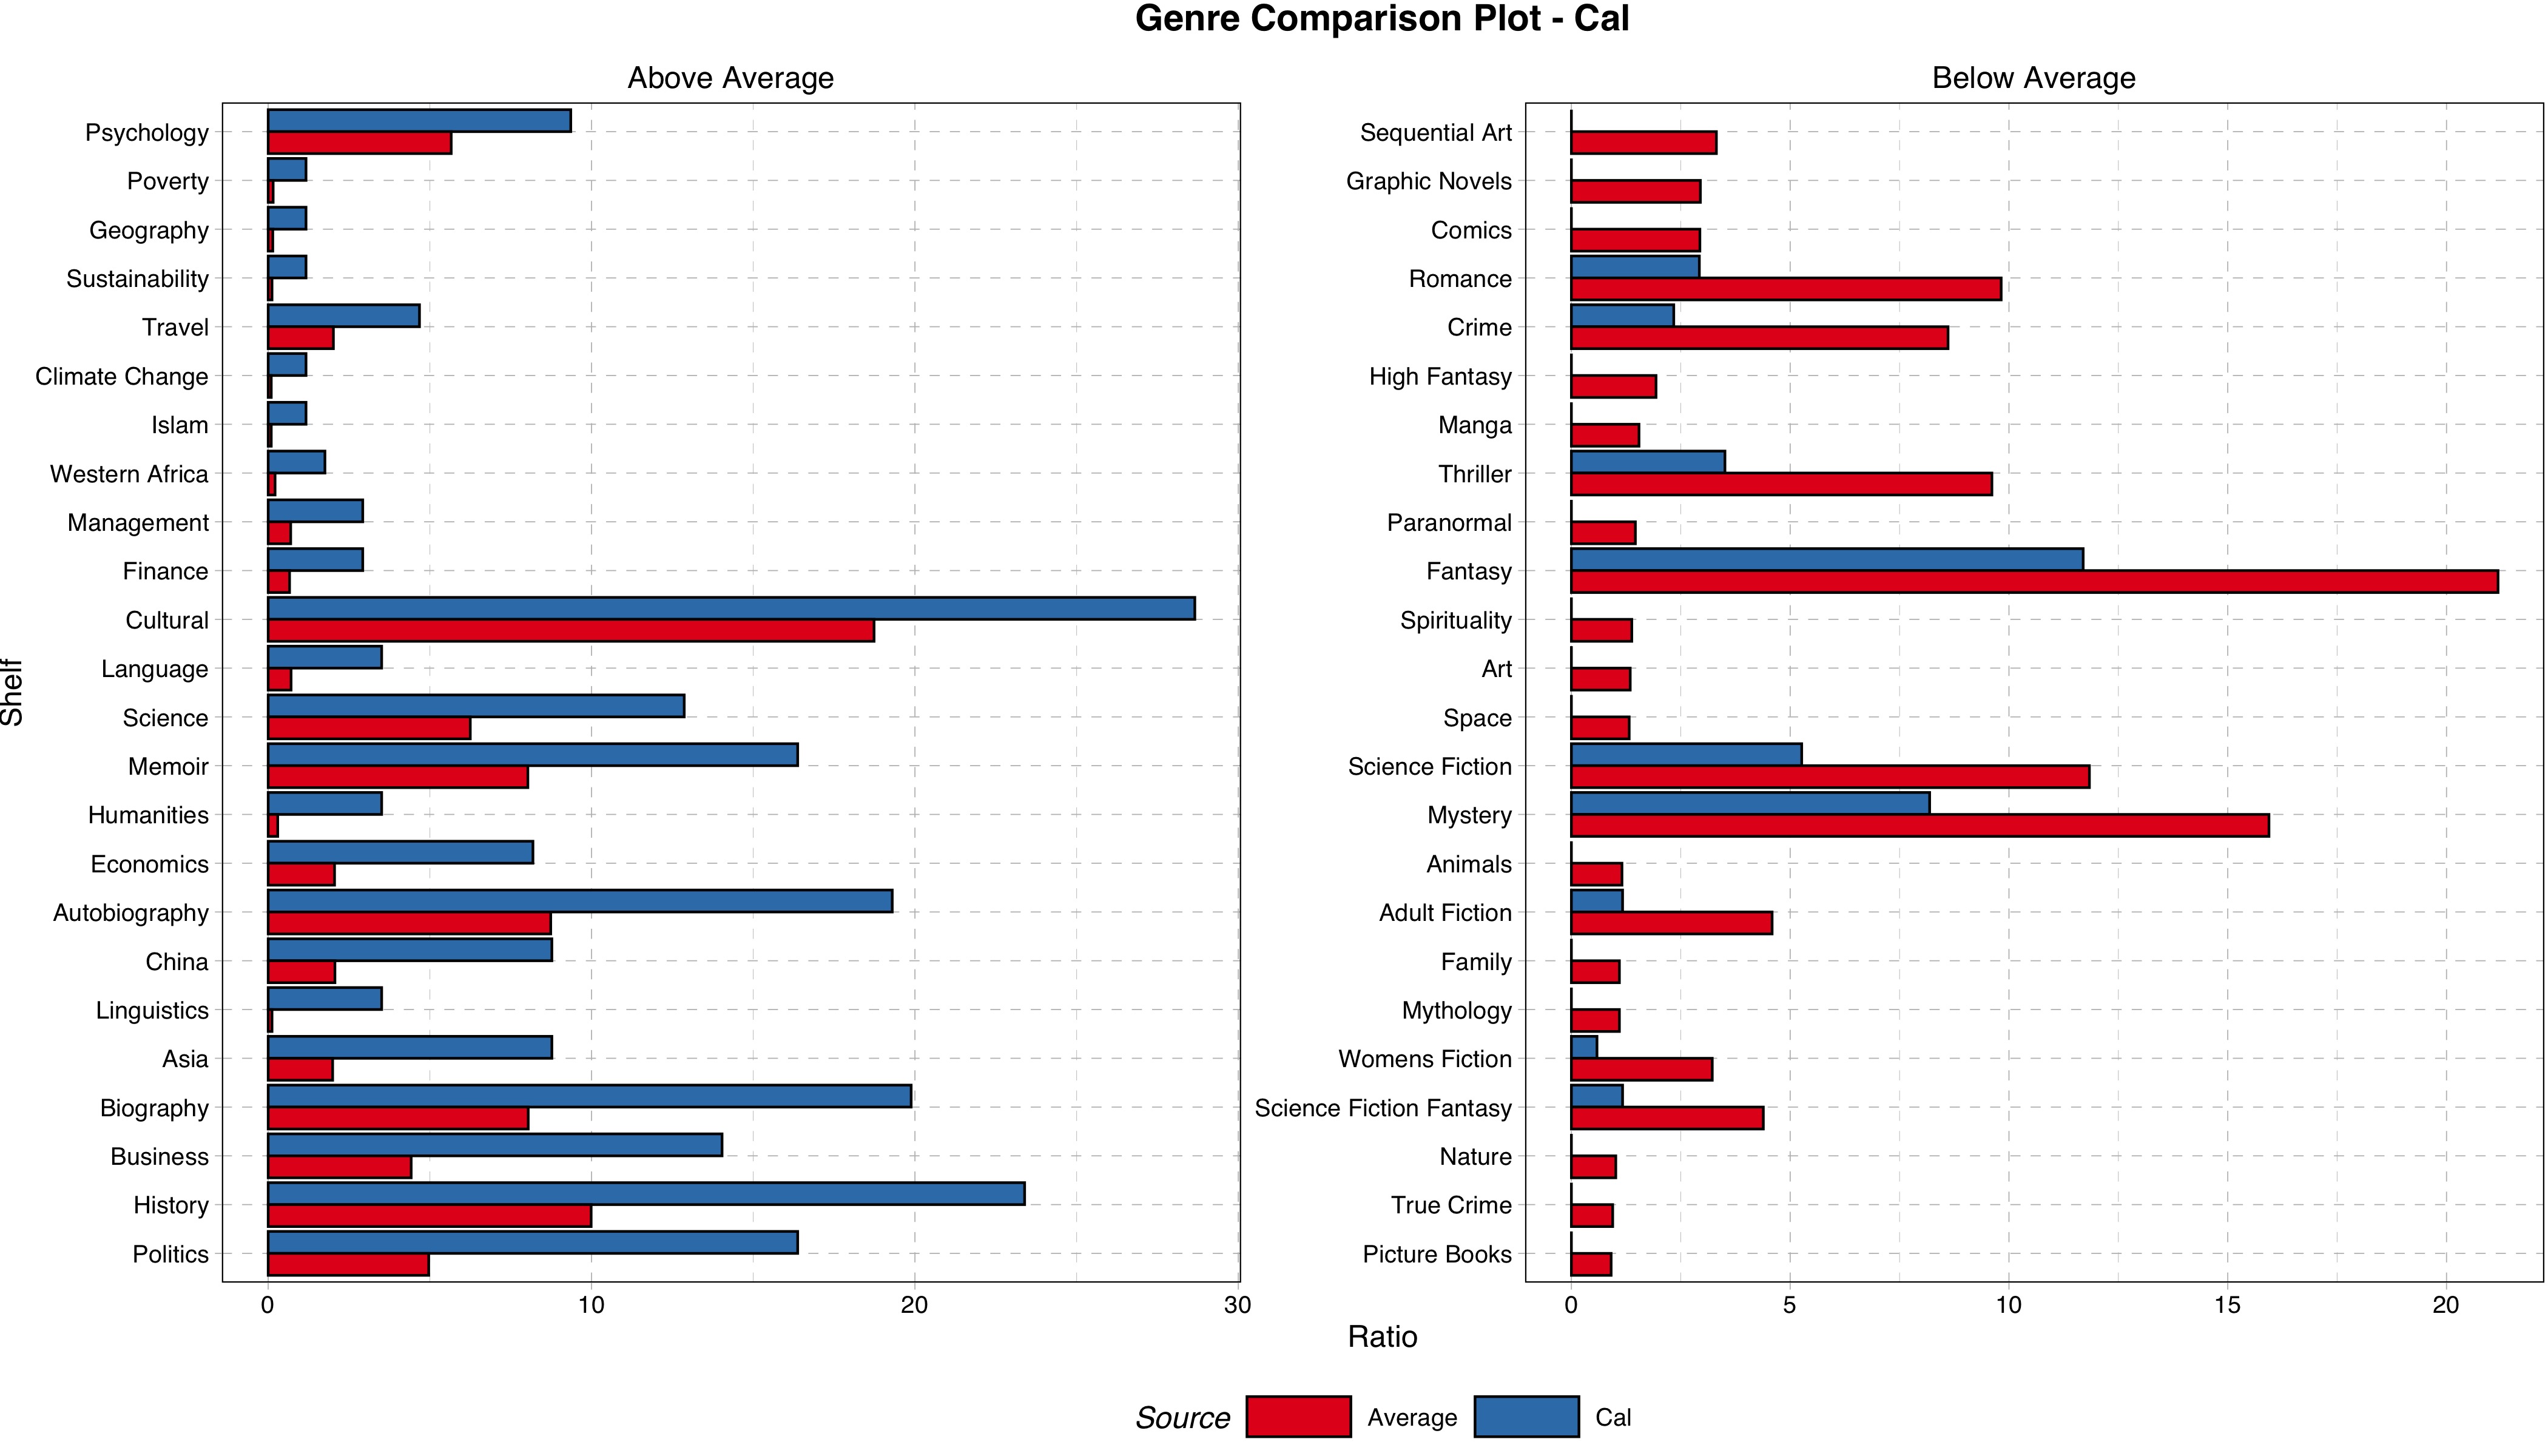 Genre Comparison Plot - Cal
Above Average
Below Average
Shelf
Psychology
Poverty
Geography
Sustainability
Travel
Climate Change
Islam
Western Africa
Management
Finance
Cultural
Language
Science
Memoir
Humanities
Economics
Autobiography
China
Linguistics
Asia
Biography
Business
History
Politics
0 10 20 30
Sequential Art
Graphic Novels
Comics
Romance
Crime
High Fantasy
Manga
Thriller
Paranormal
Fantasy
Spirituality
Art
Space
Science Fiction
Mystery
Animals
Adult Fiction
Family
Mythology
Womens Fiction
Science Fiction Fantasy
Nature
True Crime
Picture Books
0 5 10 15 20
Ratio
Source Average Cal